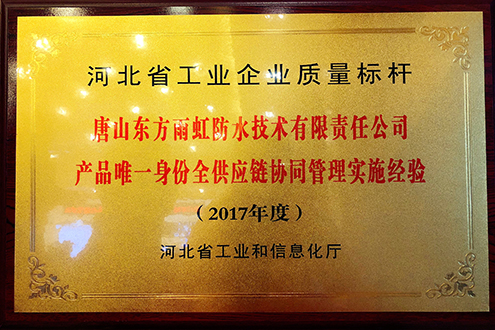 河北省工业企业质量标杆
唐山东方雨虹防水技术有限责任公司
产品唯一身份全供应链协同管理实施经验
（2017年度）
河北省工业和信息化厅